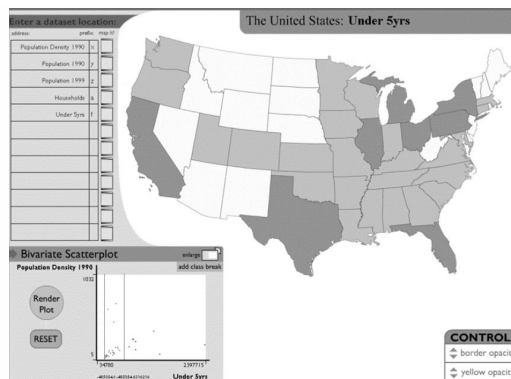 Enter a dataset location:
The United States: Under 5yrs
address: prefix: map it!
Population Density 1990 x
Population 1990 y
Population 1999 z
Households s
Under 5yrs f
Bivariate Scatterplot
enlarge
Population Density 1990
add class break
1032
Render
Plot
RESET
5
34780 2397715
Under 5yrs
CONTROL
border opacit
yellow opacit